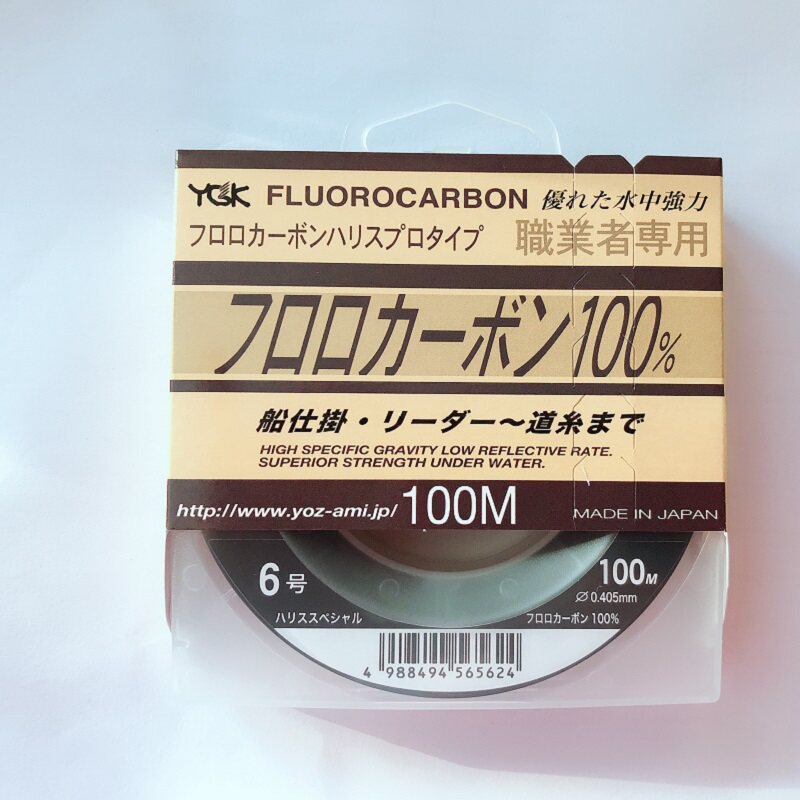 YGK FLUOROCARBON 優れた水中強力
フロロカーボンハリスプロタイプ 職業者専用
フロロカーボン100%
船仕掛・リーダー～道糸まで
HIGH SPECIFIC GRAVITY LOW REFLECTIVE RATE.
SUPERIOR STRENGTH UNDER WATER.
http://www.yoz-ami.jp/ 100M MADE IN JAPAN
6号 100M
⌀0.405mm
ハリススペシャル フロロカーボン100%
4 988494 565624